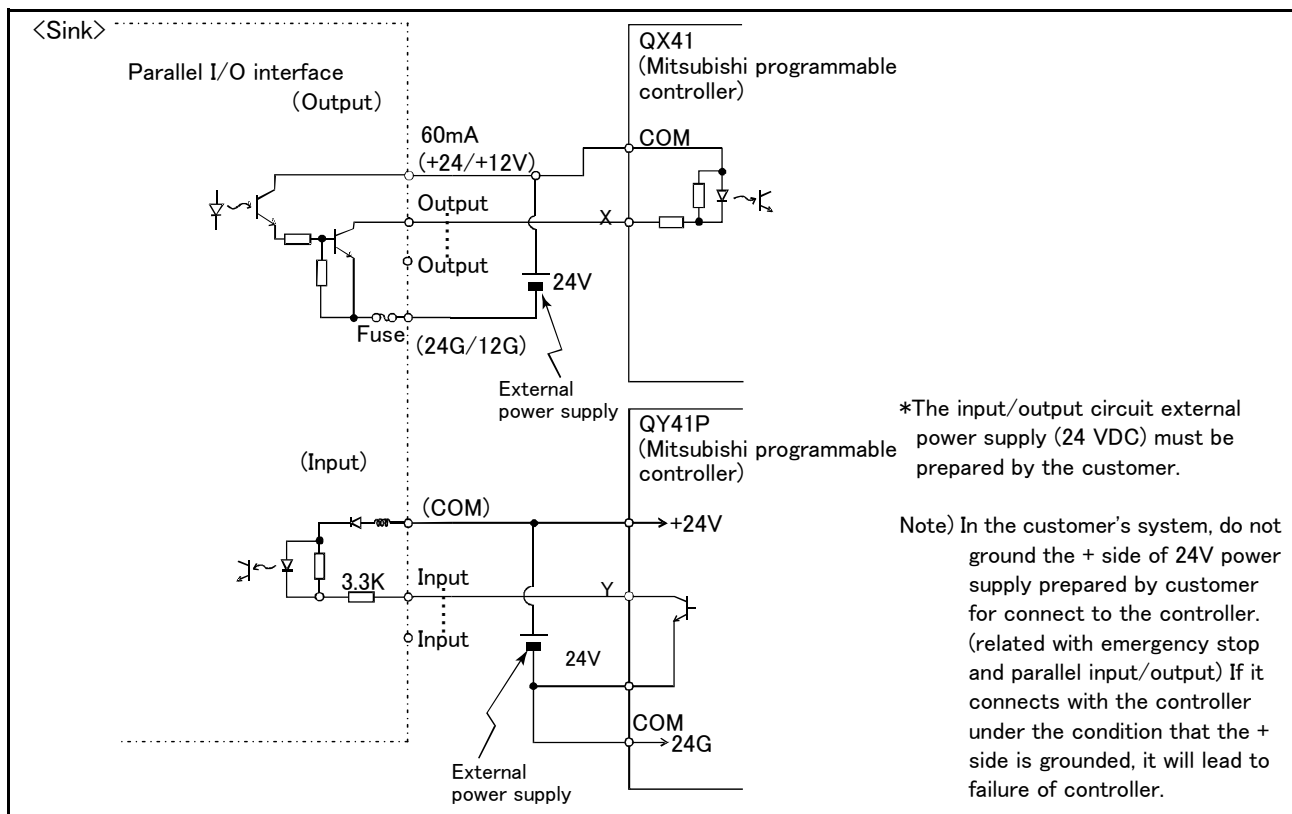 <Sink>
Parallel I/O interface
(Output)
QX41
(Mitsubishi programmable
controller)
60mA
(+24/+12V)
COM
Output
X
Output
24V
Fuse
(24G/12G)
External
power supply
QY41P
(Mitsubishi programmable
controller)
(Input)
(COM)
+24V
3.3K
Input
Y
Input
24V
COM
24G
External
power supply
*The input/output circuit external
power supply (24 VDC) must be
prepared by the customer.
Note) In the customer's system, do not
ground the + side of 24V power
supply prepared by customer
for connect to the controller.
(related with emergency stop
and parallel input/output) If it
connects with the controller
under the condition that the +
side is grounded, it will lead to
failure of controller.